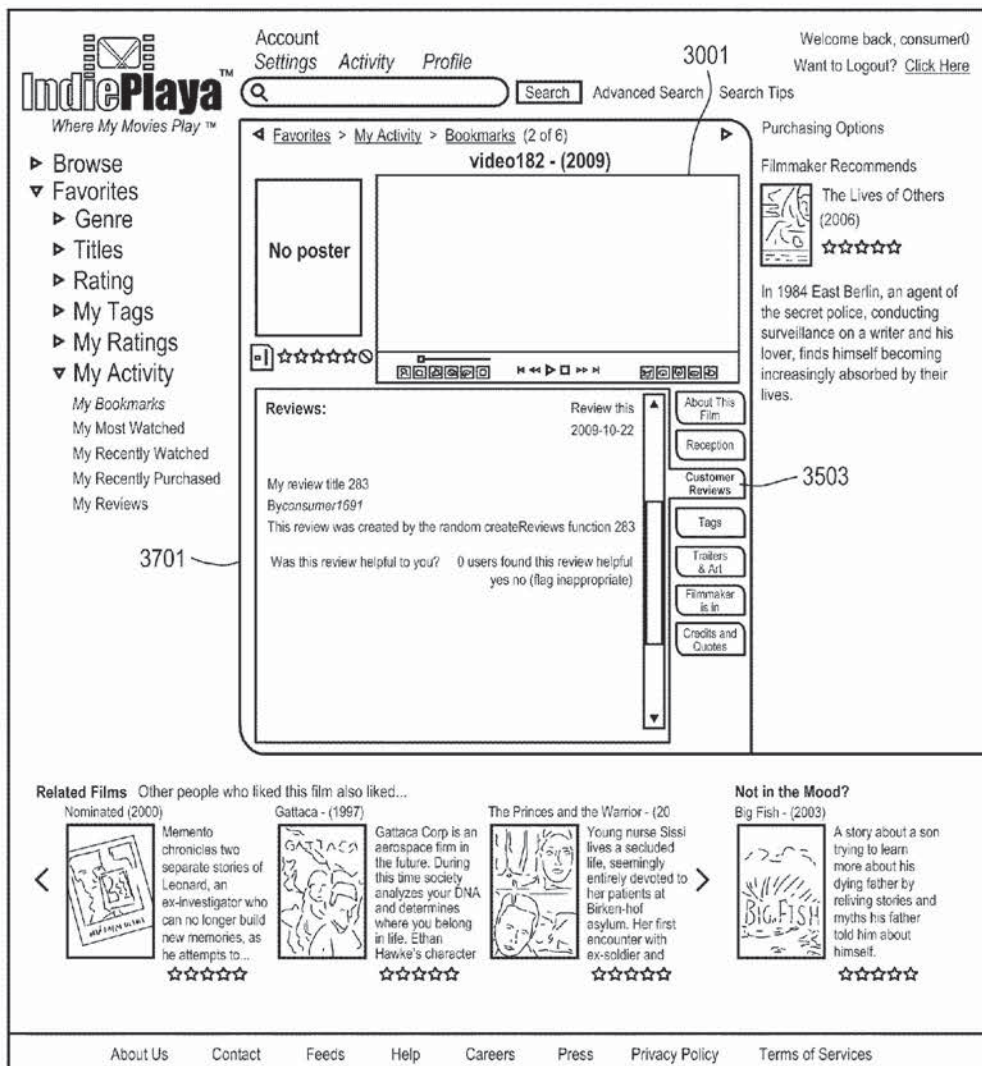 IndiePlaya™
Where My Movies Play ™
Account
Settings Activity Profile
Search Advanced Search Search Tips
3001
Welcome back, consumer0
Want to Logout? Click Here
Browse
Favorites
Genre
Titles
Rating
My Tags
My Ratings
My Activity
My Bookmarks
My Most Watched
My Recently Watched
My Recently Purchased
My Reviews
Favorites > My Activity > Bookmarks (2 of 6)
video182 - (2009)
No poster
Reviews:
Review this
2009-10-22
My review title 283
Byconsumer1691
This review was created by the random createReviews function 283
Was this review helpful to you? 0 users found this review helpful
yes no (flag inappropriate)
3701
About This
Film
Reception
Customer
Reviews
3503
Tags
Trailers
& Art
Filmmaker
is in
Credits and
Quotes
Purchasing Options
Filmmaker Recommends
The Lives of Others
(2006)
In 1984 East Berlin, an agent of
the secret police, conducting
surveillance on a writer and his
lover, finds himself becoming
increasingly absorbed by their
lives.
Related Films Other people who liked this film also liked...
Nominated (2000)
Memento
chronicles two
separate stories of
Leonard, an
ex-investigator who
can no longer build
new memories, as
he attempts to...
Gattaca - (1997)
GATTACA
Gattaca Corp is an
aerospace firm in
the future. During
this time society
analyzes your DNA
and determines
where you belong
in life. Ethan
Hawke's character
The Princes and the Warrior - (20
Young nurse Sissi
lives a secluded
life, seemingly
entirely devoted to
her patients at
Birken-hof
asylum. Her first
encounter with
ex-soldier and
Not in the Mood?
Big Fish - (2003)
BIG FISH
A story about a son
trying to learn
more about his
dying father by
reliving stories and
myths his father
told him about
himself.
About Us Contact Feeds Help Careers Press Privacy Policy Terms of Services